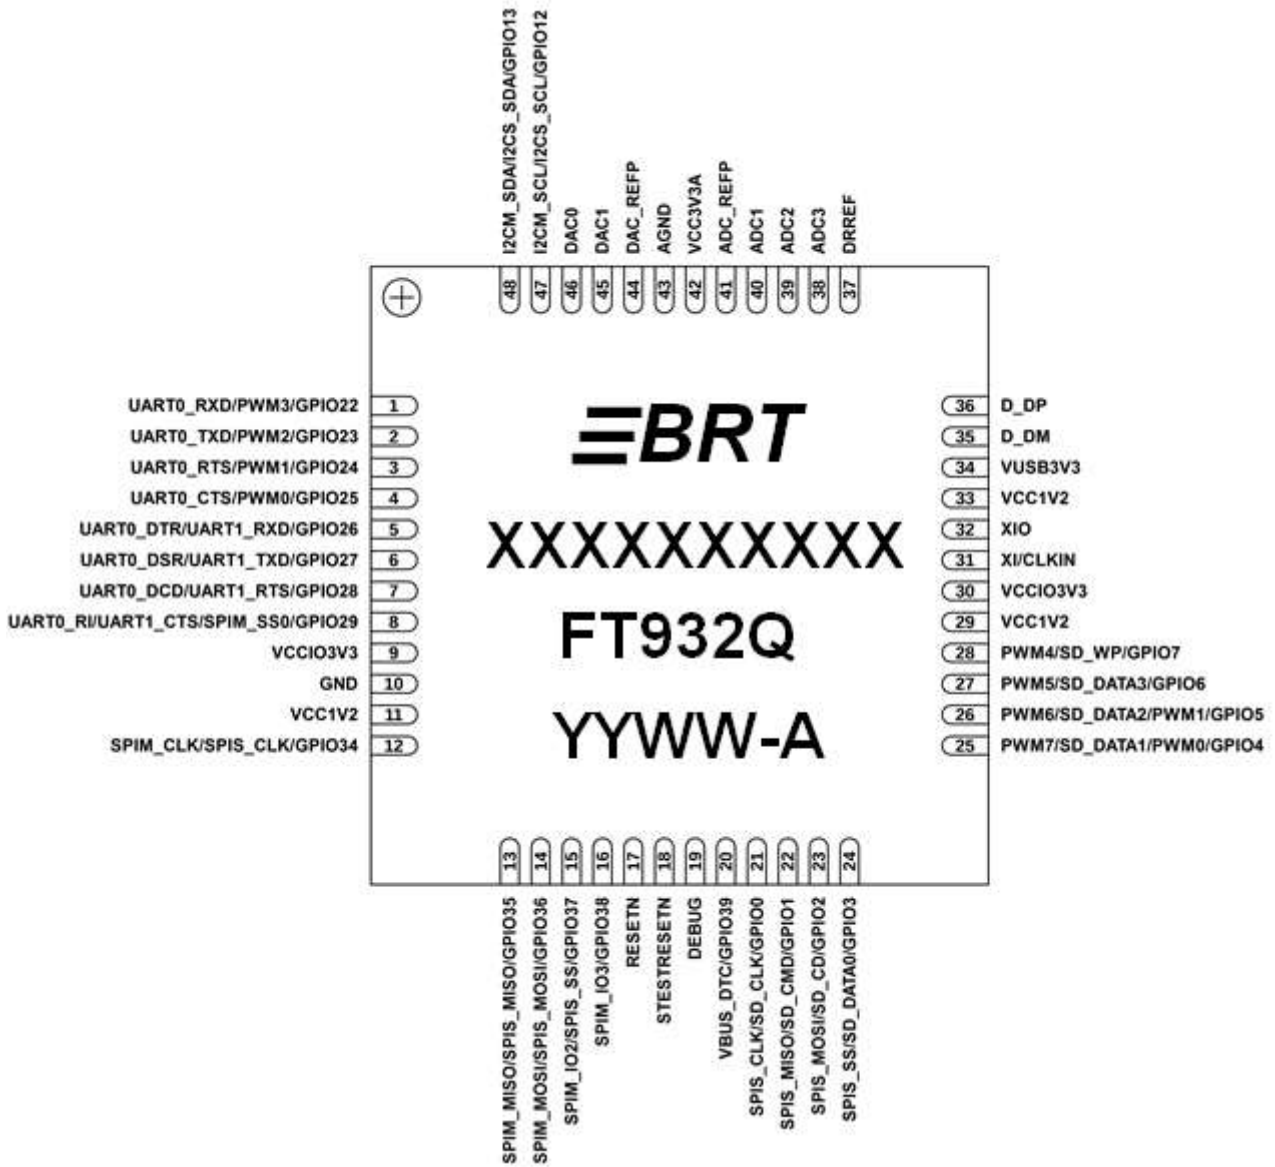 I2CM_SDA/I2CS_SDA/GPIO13
I2CM_SCL/I2CS_SCL/GPIO12
DAC0
DAC1
DAC_REFP
AGND
VCC3V3A
ADC_REFP
ADC1
ADC2
ADC3
DRREF
48
47
46
45
44
43
42
41
40
39
38
37
UART0_RXD/PWM3/GPIO22 1
UART0_TXD/PWM2/GPIO23 2
UART0_RTS/PWM1/GPIO24 3
UART0_CTS/PWM0/GPIO25 4
UART0_DTR/UART1_RXD/GPIO26 5
UART0_DSR/UART1_TXD/GPIO27 6
UART0_DCD/UART1_RTS/GPIO28 7
UART0_RI/UART1_CTS/SPIM_SS0/GPIO29 8
VCCIO3V3 9
GND 10
VCC1V2 11
SPIM_CLK/SPIS_CLK/GPIO34 12
BRT
XXXXXXXXXX
FT932Q
YYWW-A
36 D_DP
35 D_DM
34 VUSB3V3
33 VCC1V2
32 XIO
31 XI/CLKIN
30 VCCIO3V3
29 VCC1V2
28 PWM4/SD_WP/GPIO7
27 PWM5/SD_DATA3/GPIO6
26 PWM6/SD_DATA2/PWM1/GPIO5
25 PWM7/SD_DATA1/PWM0/GPIO4
13
14
15
16
17
18
19
20
21
22
23
24
SPIM_MISO/SPIS_MISO/GPIO35
SPIM_MOSI/SPIS_MOSI/GPIO36
SPIM_IO2/SPIS_SS/GPIO37
SPIM_IO3/GPIO38
RESETN
STESTRESETN
DEBUG
VBUS_DTC/GPIO39
SPIS_CLK/SD_CLK/GPIO0
SPIS_MISO/SD_CMD/GPIO1
SPIS_MOSI/SD_CD/GPIO2
SPIS_SS/SD_DATA0/GPIO3